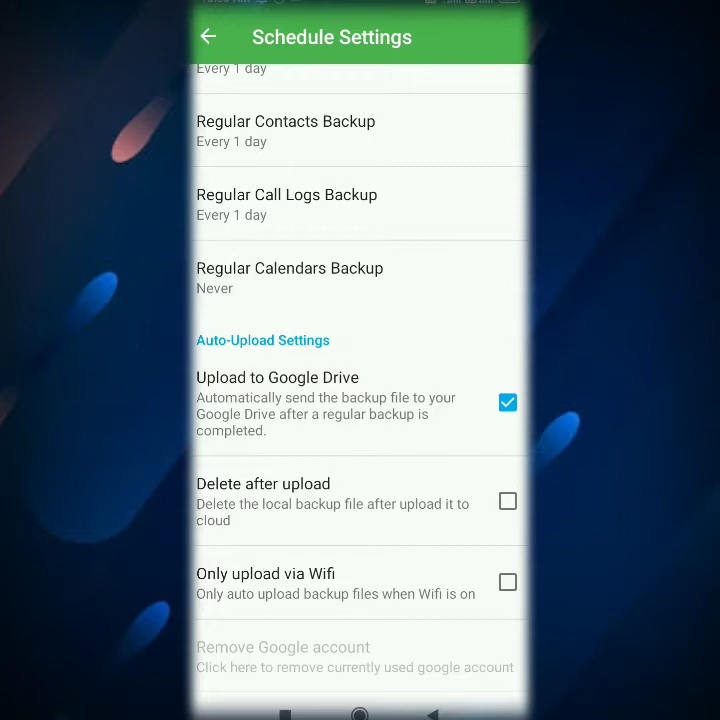 Schedule Settings
Every 1 day
Regular Contacts Backup
Every 1 day
Regular Call Logs Backup
Every 1 day
Regular Calendars Backup
Never
Auto-Upload Settings
Upload to Google Drive
Automatically send the backup file to your
Google Drive after a regular backup is
completed.
Delete after upload
Delete the local backup file after upload it to
cloud
Only upload via Wifi
Only auto upload backup files when Wifi is on
Remove Google account
Click here to remove currently used google account